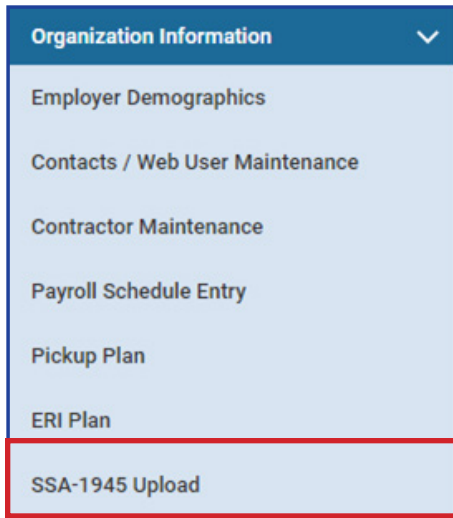 Organization Information
Employer Demographics
Contacts / Web User Maintenance
Contractor Maintenance
Payroll Schedule Entry
Pickup Plan
ERI Plan
SSA-1945 Upload